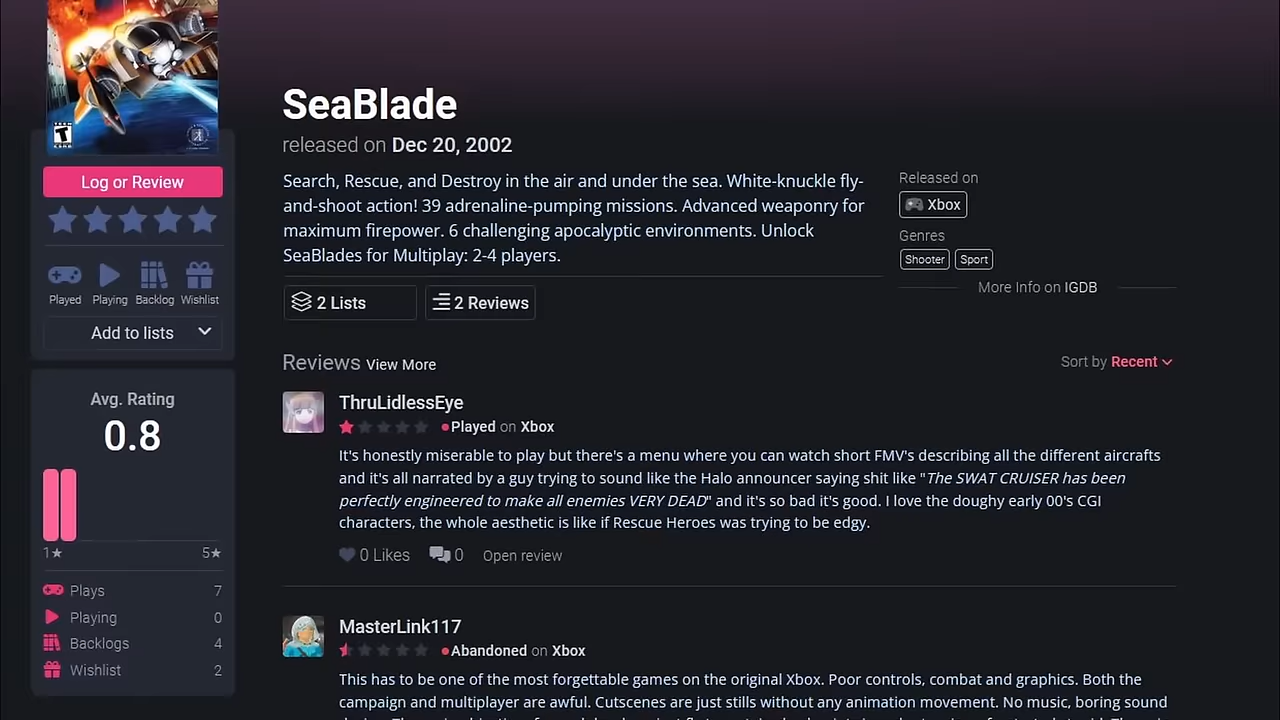 SeaBlade
released on Dec 20, 2002
Search, Rescue, and Destroy in the air and under the sea. White-knuckle fly-
and-shoot action! 39 adrenaline-pumping missions. Advanced weaponry for
maximum firepower. 6 challenging apocalyptic environments. Unlock
SeaBlades for Multiplay: 2-4 players.
2 Lists
2 Reviews
Released on
Xbox
Genres
Shooter Sport
More Info on IGDB
TEEN
T
Log or Review
Played Playing Backlog Wishlist
Add to lists
Avg. Rating
0.8
1★ 5★
Plays 7
Playing 0
Backlogs 4
Wishlist 2
Reviews View More
Sort by Recent
ThruLidlessEye
Played on Xbox
It's honestly miserable to play but there's a menu where you can watch short FMV's describing all the different aircrafts
and it's all narrated by a guy trying to sound like the Halo announcer saying shit like "The SWAT CRUISER has been
perfectly engineered to make all enemies VERY DEAD" and it's so bad it's good. I love the doughy early 00's CGI
characters, the whole aesthetic is like if Rescue Heroes was trying to be edgy.
0 Likes 0 Open review
MasterLink117
Abandoned on Xbox
This has to be one of the most forgettable games on the original Xbox. Poor controls, combat and graphics. Both the
campaign and multiplayer are awful. Cutscenes are just stills without any animation movement. No music, boring sound